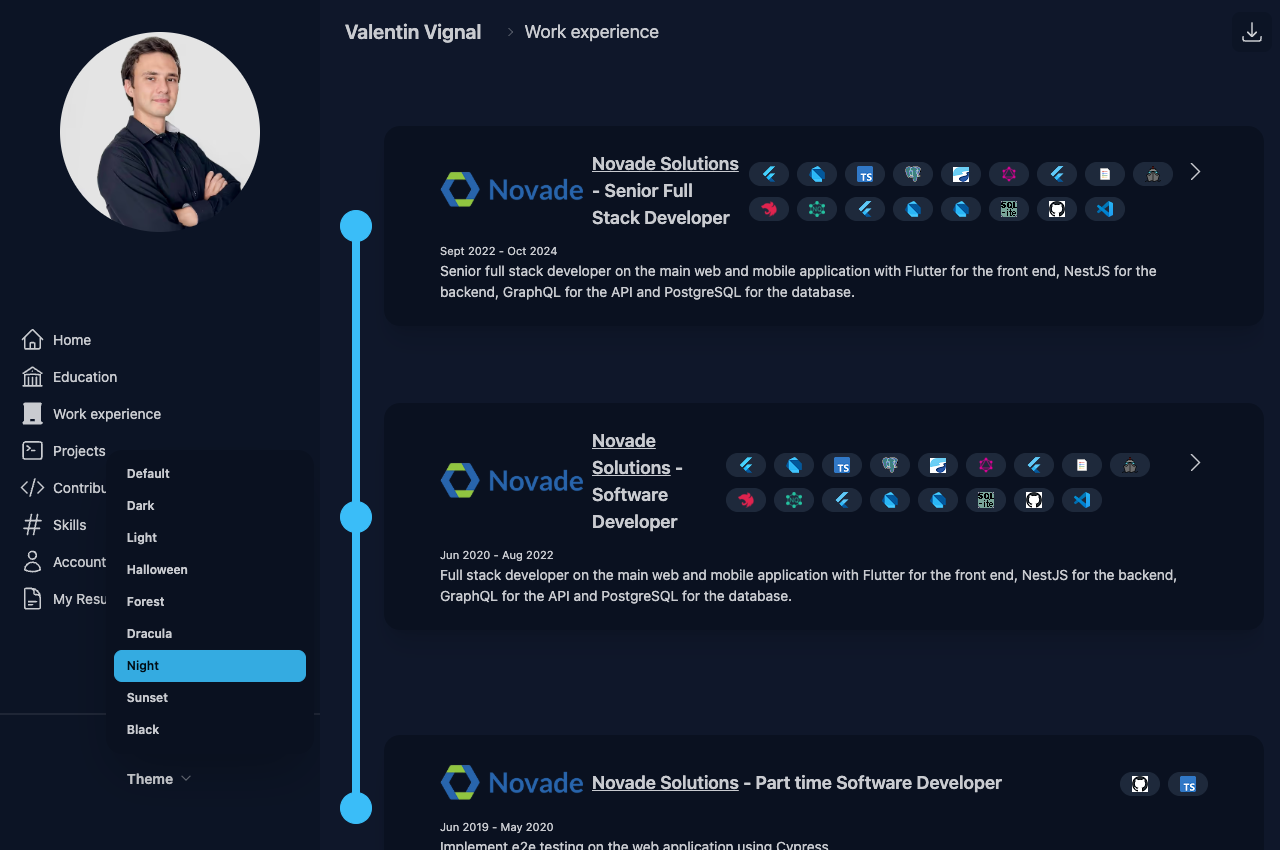 Valentin Vignal
Work experience
Home
Education
Work experience
Projects
Contribu
Skills
Account
My Resu
Default
Dark
Light
Halloween
Forest
Dracula
Night
Sunset
Black
Theme
Novade
Novade Solutions
- Senior Full
Stack Developer
TS
SQL
ite
Sept 2022 - Oct 2024
Senior full stack developer on the main web and mobile application with Flutter for the front end, NestJS for the
backend, GraphQL for the API and PostgreSQL for the database.
Novade
Novade
Solutions -
Software
Developer
TS
SQL
ite
Jun 2020 - Aug 2022
Full stack developer on the main web and mobile application with Flutter for the front end, NestJS for the backend,
GraphQL for the API and PostgreSQL for the database.
Novade
Novade Solutions - Part time Software Developer
TS
Jun 2019 - May 2020
Implement e2e testing on the web application using Cypress